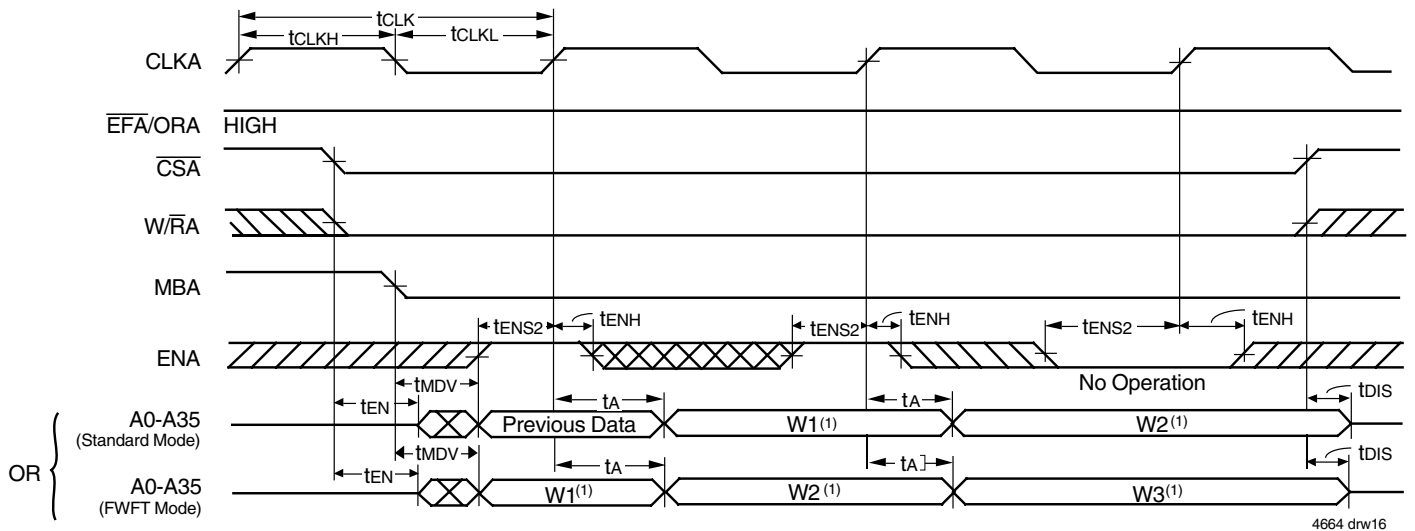 tCLK
tCLKH tCLKL
CLKA
EFA/ORA HIGH
CSA
W/RA
MBA
tENS2 tENH tENS2 tENH tENS2 tENH
ENA
No Operation
tMDV
tEN tA tA tDIS
A0-A35 Previous Data W1(1) W2(1)
(Standard Mode)
tMDV
OR
tEN tA tA tDIS
A0-A35 W1(1) W2(1) W3(1)
(FWFT Mode)
4664 drw16